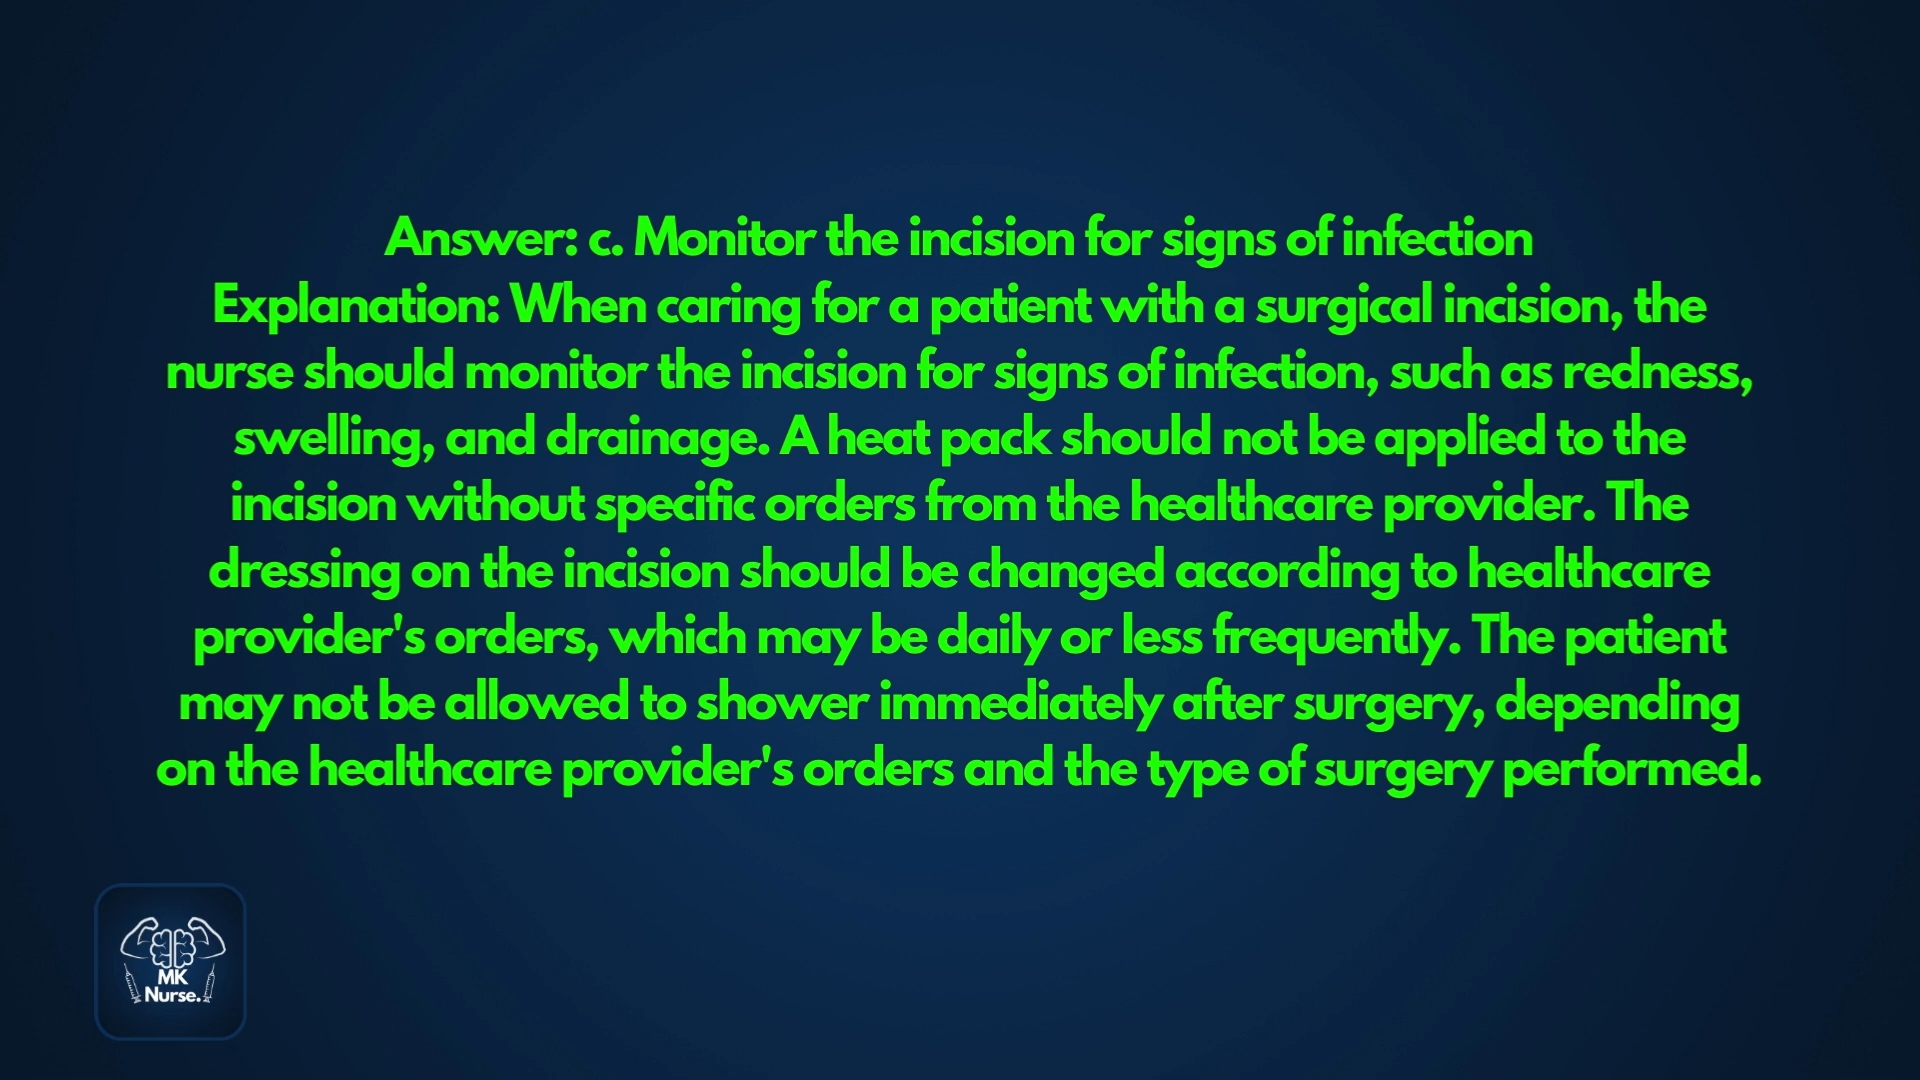 Answer: c. Monitor the incision for signs of infection
Explanation: When caring for a patient with a surgical incision, the
nurse should monitor the incision for signs of infection, such as redness,
swelling, and drainage. A heat pack should not be applied to the
incision without specific orders from the healthcare provider. The
dressing on the incision should be changed according to healthcare
provider's orders, which may be daily or less frequently. The patient
may not be allowed to shower immediately after surgery, depending
on the healthcare provider's orders and the type of surgery performed.
MK
Nurse.